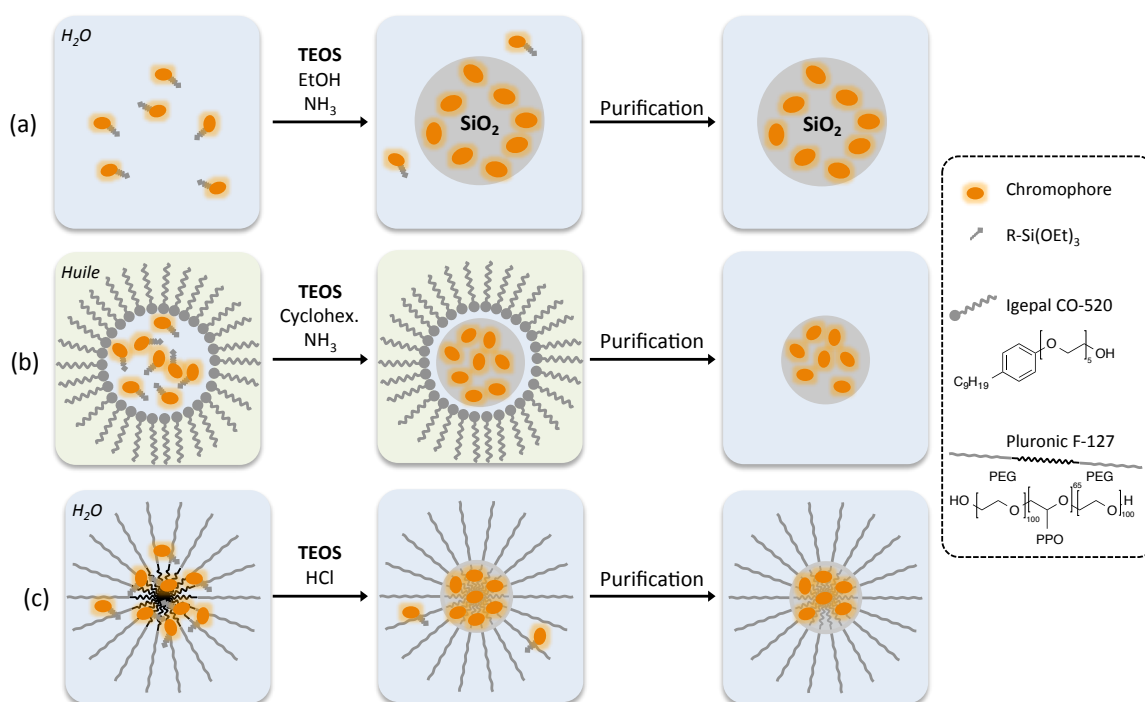 H₂O
TEOS
EtOH
NH₃
(a)
SiO₂
Purification
SiO₂
Huile
TEOS
Cyclohex.
NH₃
(b)
Purification
H₂O
TEOS
HCl
(c)
Purification
Chromophore
R-Si(OEt)₃
Igepal CO-520
O
OH
5
C₉H₁₉
Pluronic F-127
PEG PEG
HO O 100 O 65 O H 100
PPO